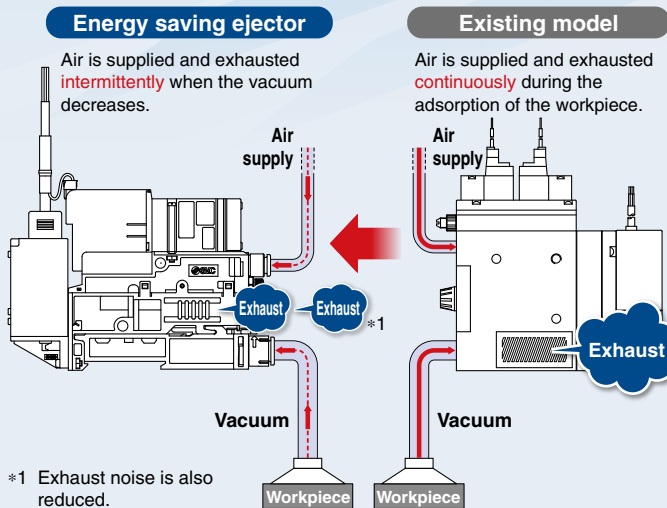 Energy saving ejector
Air is supplied and exhausted
intermittently when the vacuum
decreases.
Existing model
Air is supplied and exhausted
continuously during the
adsorption of the workpiece.
Air
supply
Air
supply
SMC
Exhaust
Exhaust
*1
Exhaust
Vacuum
Vacuum
Workpiece
Workpiece
*1 Exhaust noise is also
reduced.